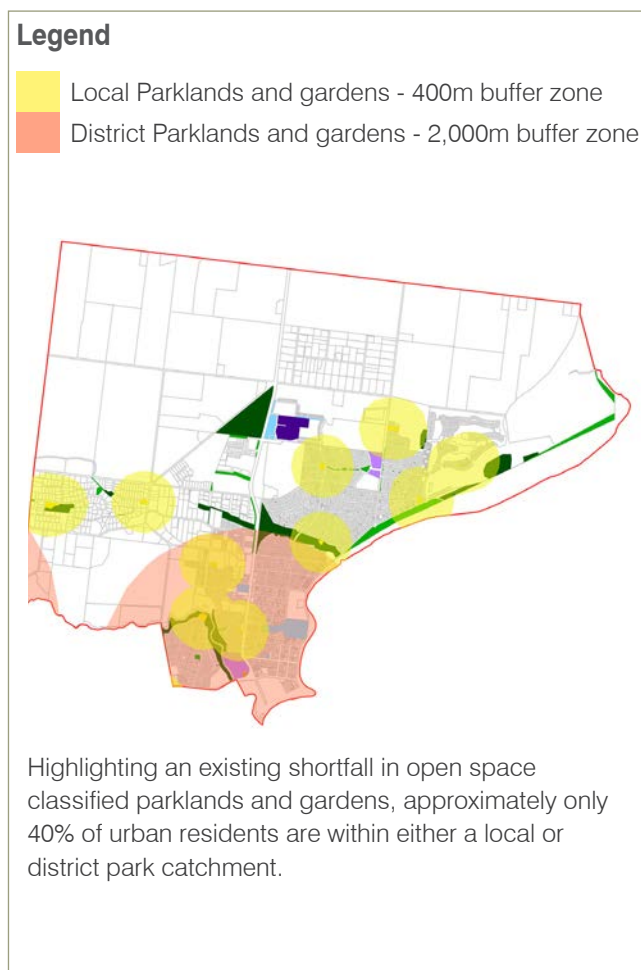 Legend
Local Parklands and gardens - 400m buffer zone
District Parklands and gardens - 2,000m buffer zone
Highlighting an existing shortfall in open space
classified parklands and gardens, approximately only
40% of urban residents are within either a local or
district park catchment.